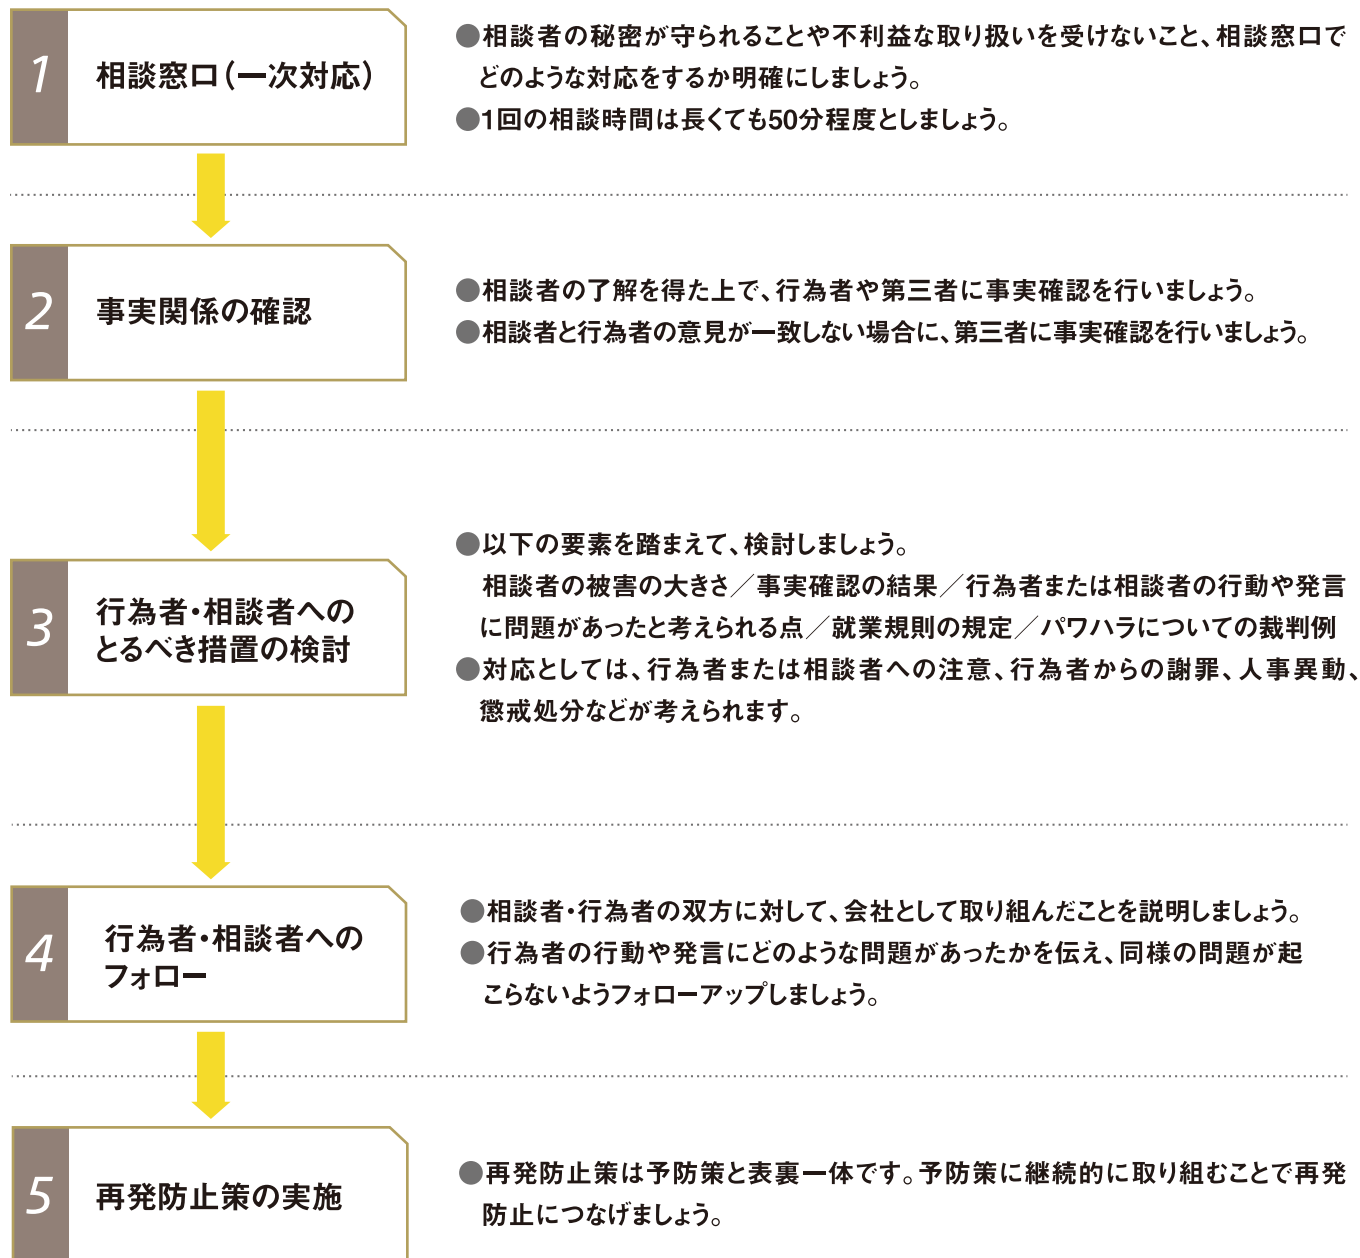 1
相談窓口(一次対応)
●相談者の秘密が守られることや不利益な取り扱いを受けないこと、相談窓口で
どのような対応をするか明確にしましょう。
●1回の相談時間は長くても50分程度としましょう。
2
事実関係の確認
●相談者の了解を得た上で、行為者や第三者に事実確認を行いましょう。
●相談者と行為者の意見が一致しない場合に、第三者に事実確認を行いましょう。
3
行為者・相談者への
とるべき措置の検討
●以下の要素を踏まえて、検討しましょう。
相談者の被害の大きさ/事実確認の結果/行為者または相談者の行動や発言
に問題があったと考えられる点/就業規則の規定/パワハラについての裁判例
●対応としては、行為者または相談者への注意、行為者からの謝罪、人事異動、
懲戒処分などが考えられます。
4
行為者・相談者への
フォロー
●相談者・行為者の双方に対して、会社として取り組んだことを説明しましょう。
●行為者の行動や発言にどのような問題があったかを伝え、同様の問題が起
こらないようフォローアップしましょう。
5
再発防止策の実施
●再発防止策は予防策と表裏一体です。予防策に継続的に取り組むことで再発
防止につなげましょう。